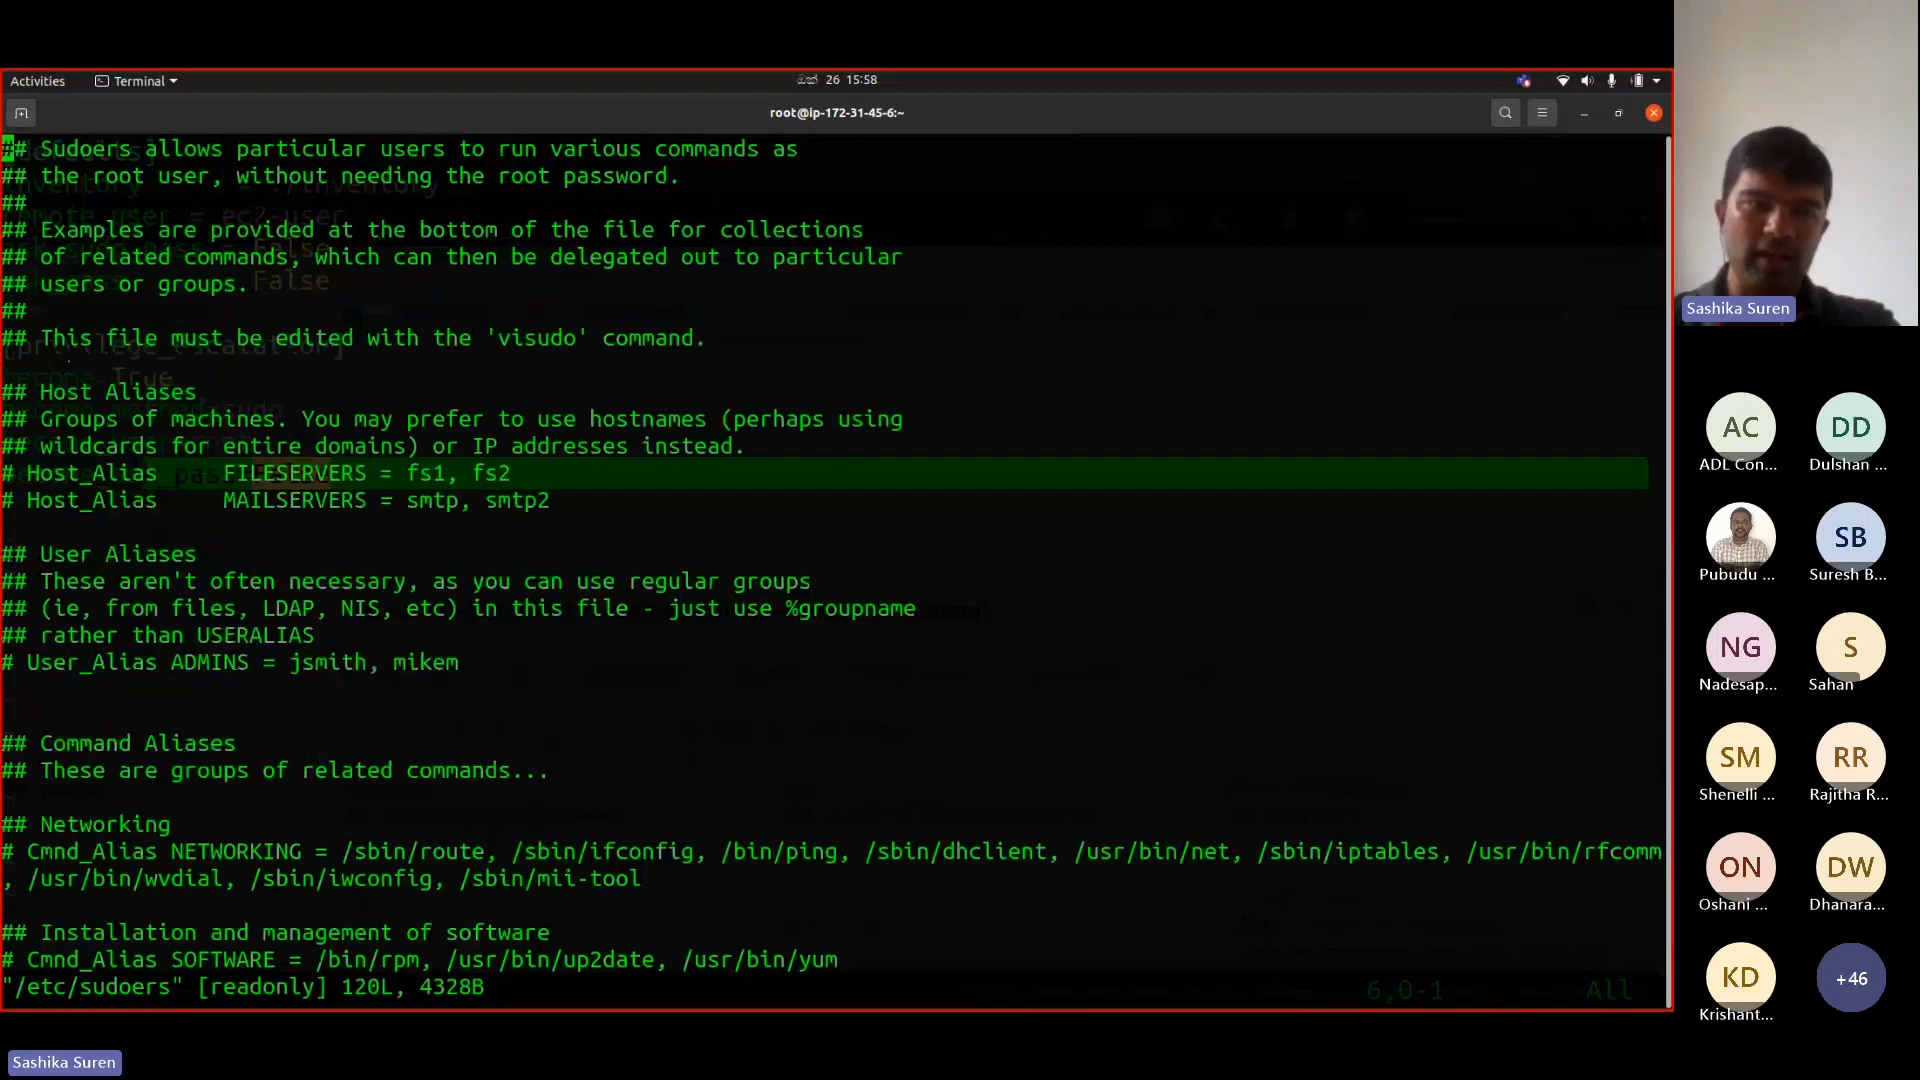 Activities
Terminal
ඔක් 26 15:58
root@ip-172-31-45-6:~
## Sudoers allows particular users to run various commands as
## the root user, without needing the root password.
##
## Examples are provided at the bottom of the file for collections
## of related commands, which can then be delegated out to particular
## users or groups.
##
## This file must be edited with the 'visudo' command.
## Host Aliases
## Groups of machines. You may prefer to use hostnames (perhaps using
## wildcards for entire domains) or IP addresses instead.
# Host_Alias     FILESERVERS = fs1, fs2
# Host_Alias     MAILSERVERS = smtp, smtp2
## User Aliases
## These aren't often necessary, as you can use regular groups
## (ie, from files, LDAP, NIS, etc) in this file - just use %groupname
## rather than USERALIAS
# User_Alias ADMINS = jsmith, mikem
## Command Aliases
## These are groups of related commands...
## Networking
# Cmnd_Alias NETWORKING = /sbin/route, /sbin/ifconfig, /bin/ping, /sbin/dhclient, /usr/bin/net, /sbin/iptables, /usr/bin/rfcomm
, /usr/bin/wvdial, /sbin/iwconfig, /sbin/mii-tool
## Installation and management of software
# Cmnd_Alias SOFTWARE = /bin/rpm, /usr/bin/up2date, /usr/bin/yum
"/etc/sudoers" [readonly] 120L, 4328B
6,0-1 All
Sashika Suren
AC DD
ADL Con... Dulshan ...
SB
Pubudu ... Suresh B...
NG S
Nadesap... Sahan
SM RR
Shenelli ... Rajitha R...
ON DW
Oshani ... Dhanara...
KD +46
Krishant...
Sashika Suren